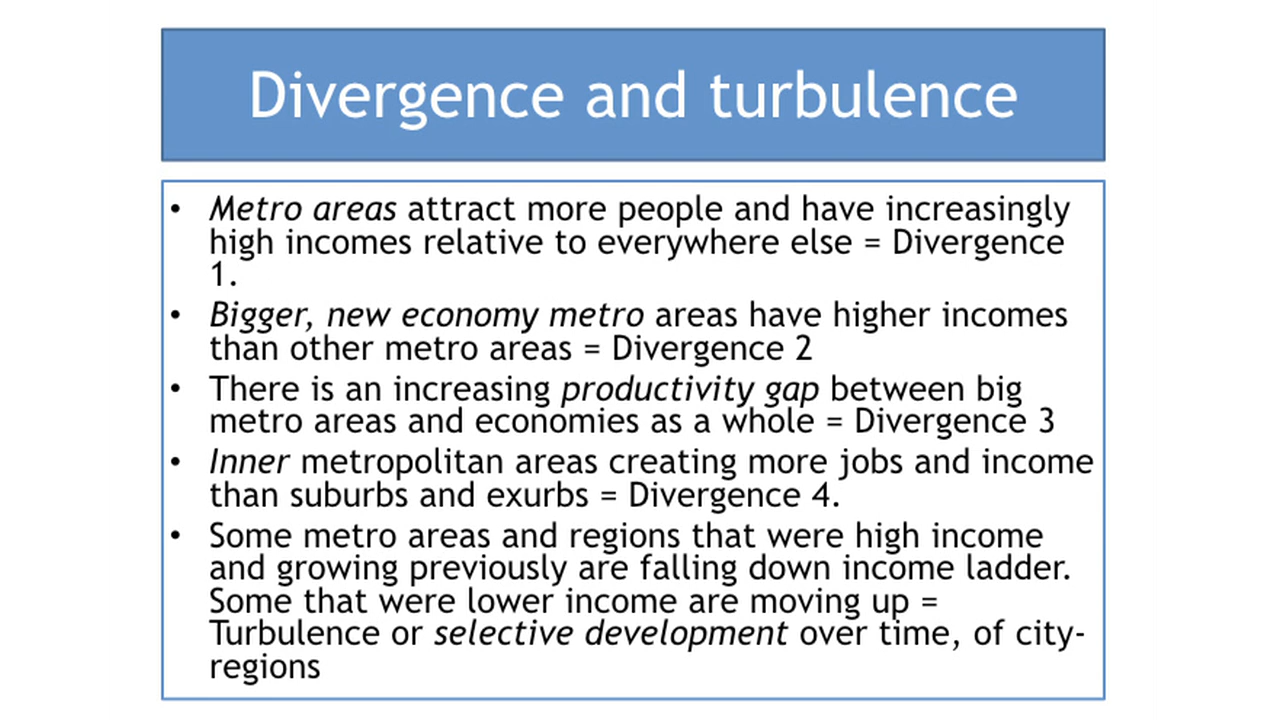 Divergence and turbulence
• Metro areas attract more people and have increasingly
high incomes relative to everywhere else = Divergence
1.
• Bigger, new economy metro areas have higher incomes
than other metro areas = Divergence 2
• There is an increasing productivity gap between big
metro areas and economies as a whole = Divergence 3
• Inner metropolitan areas creating more jobs and income
than suburbs and exurbs = Divergence 4.
• Some metro areas and regions that were high income
and growing previously are falling down income ladder.
Some that were lower income are moving up =
Turbulence or selective development over time, of city-
regions